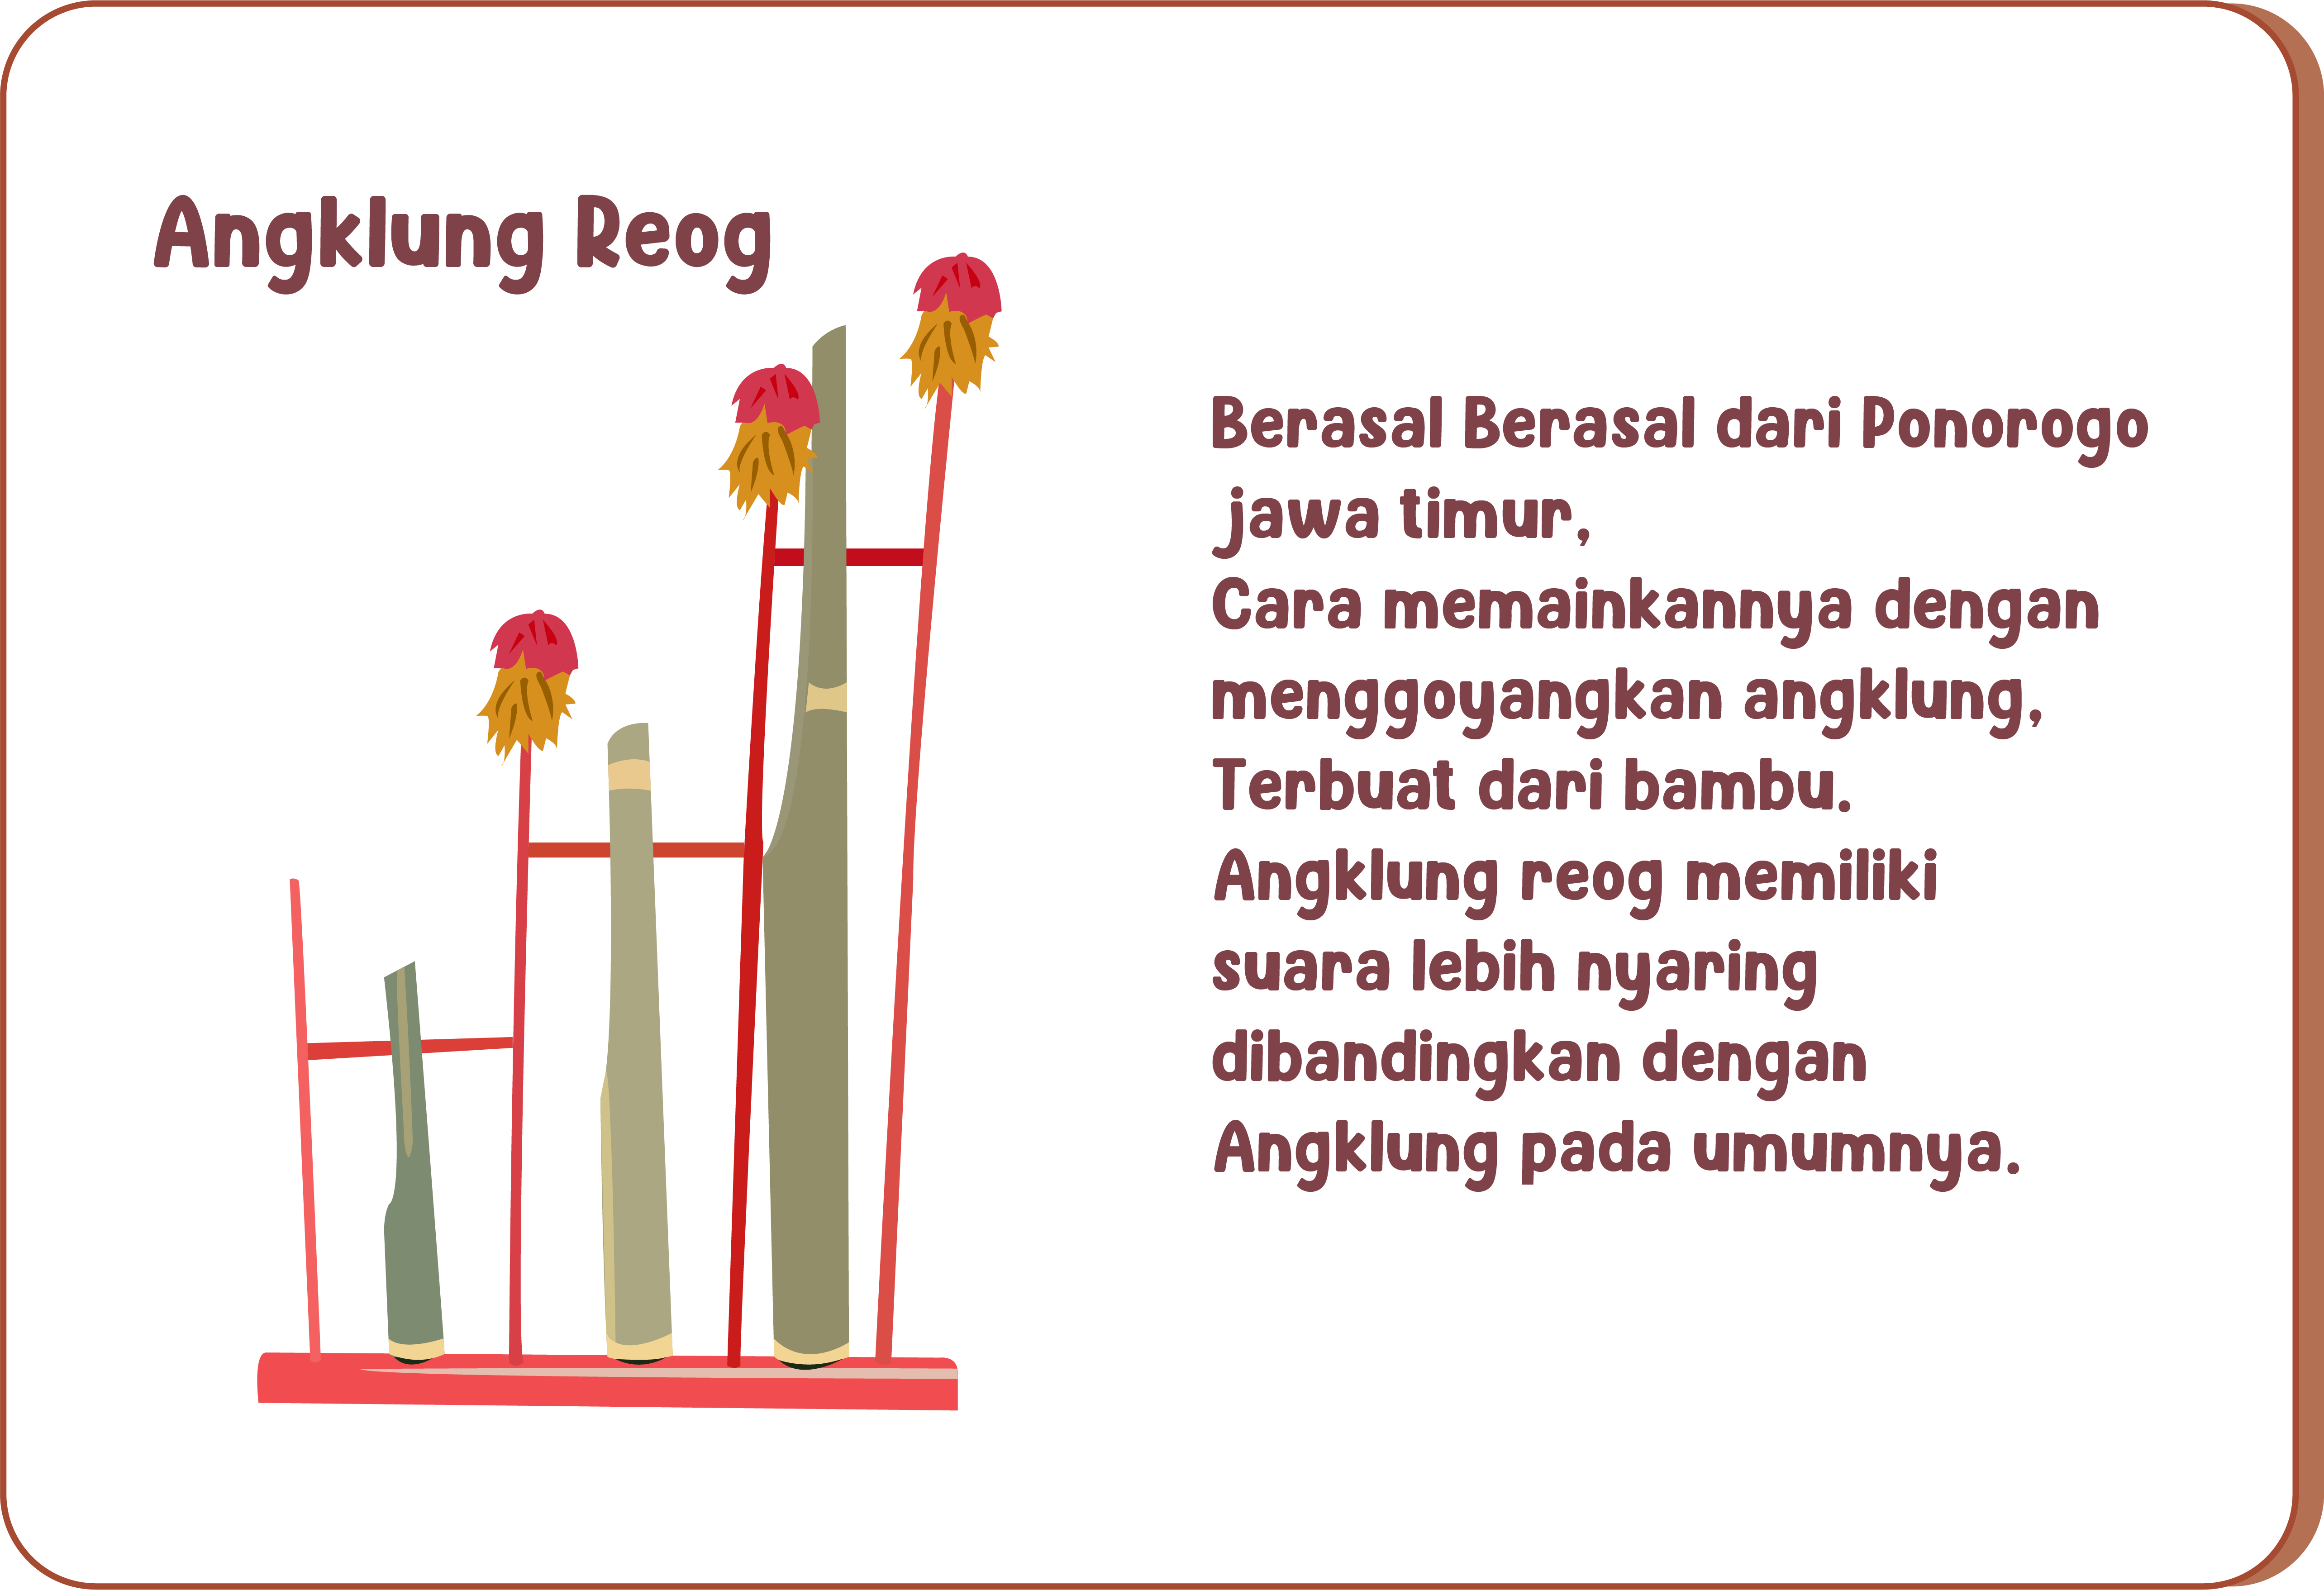 Angklung Reog
Berasal Berasal dari Ponorogo
jawa timur,
Cara memainkannya dengan
menggoyangkan angklung,
Terbuat dari bambu.
Angklung reog memiliki
suara lebih nyaring
dibandingkan dengan
Angklung pada umumnya.